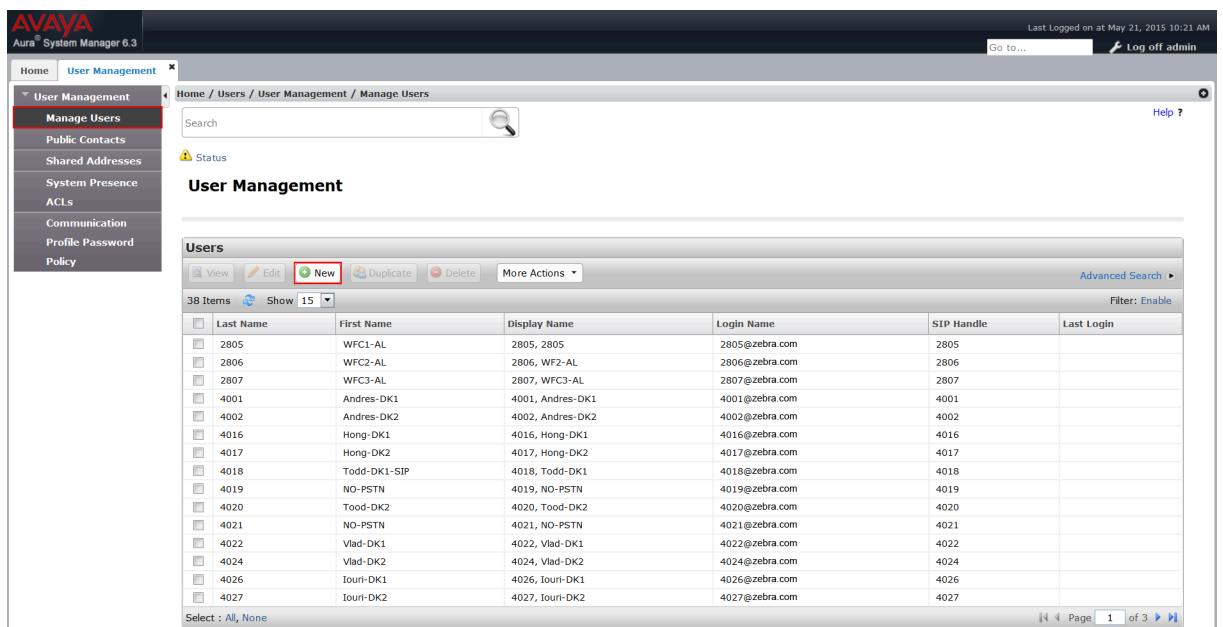 AVAYA
Last Logged on at May 21, 2015 10:21 AM
Aura® System Manager 6.3
Go to...
Log off admin
Home
User Management ×
User Management
Manage Users
Public Contacts
Shared Addresses
System Presence
ACLs
Communication
Profile Password
Policy
Home / Users / User Management / Manage Users
Help ?
Search
Status
User Management
Users
View Edit New Duplicate Delete More Actions
Advanced Search
38 Items Show 15
Filter: Enable
Last Name First Name Display Name Login Name SIP Handle Last Login
2805 WFC1-AL 2805, 2805 2805@zebra.com 2805
2806 WFC2-AL 2806, WF2-AL 2806@zebra.com 2806
2807 WFC3-AL 2807, WFC3-AL 2807@zebra.com 2807
4001 Andres-DK1 4001, Andres-DK1 4001@zebra.com 4001
4002 Andres-DK2 4002, Andres-DK2 4002@zebra.com 4002
4016 Hong-DK1 4016, Hong-DK1 4016@zebra.com 4016
4017 Hong-DK2 4017, Hong-DK2 4017@zebra.com 4017
4018 Todd-DK1-SIP 4018, Todd-DK1 4018@zebra.com 4018
4019 NO-PSTN 4019, NO-PSTN 4019@zebra.com 4019
4020 Tood-DK2 4020, Tood-DK2 4020@zebra.com 4020
4021 NO-PSTN 4021, NO-PSTN 4021@zebra.com 4021
4022 Vlad-DK1 4022, Vlad-DK1 4022@zebra.com 4022
4024 Vlad-DK2 4024, Vlad-DK2 4024@zebra.com 4024
4026 Iouri-DK1 4026, Iouri-DK1 4026@zebra.com 4026
4027 Iouri-DK2 4027, Iouri-DK2 4027@zebra.com 4027
Select : All, None
Page 1 of 3